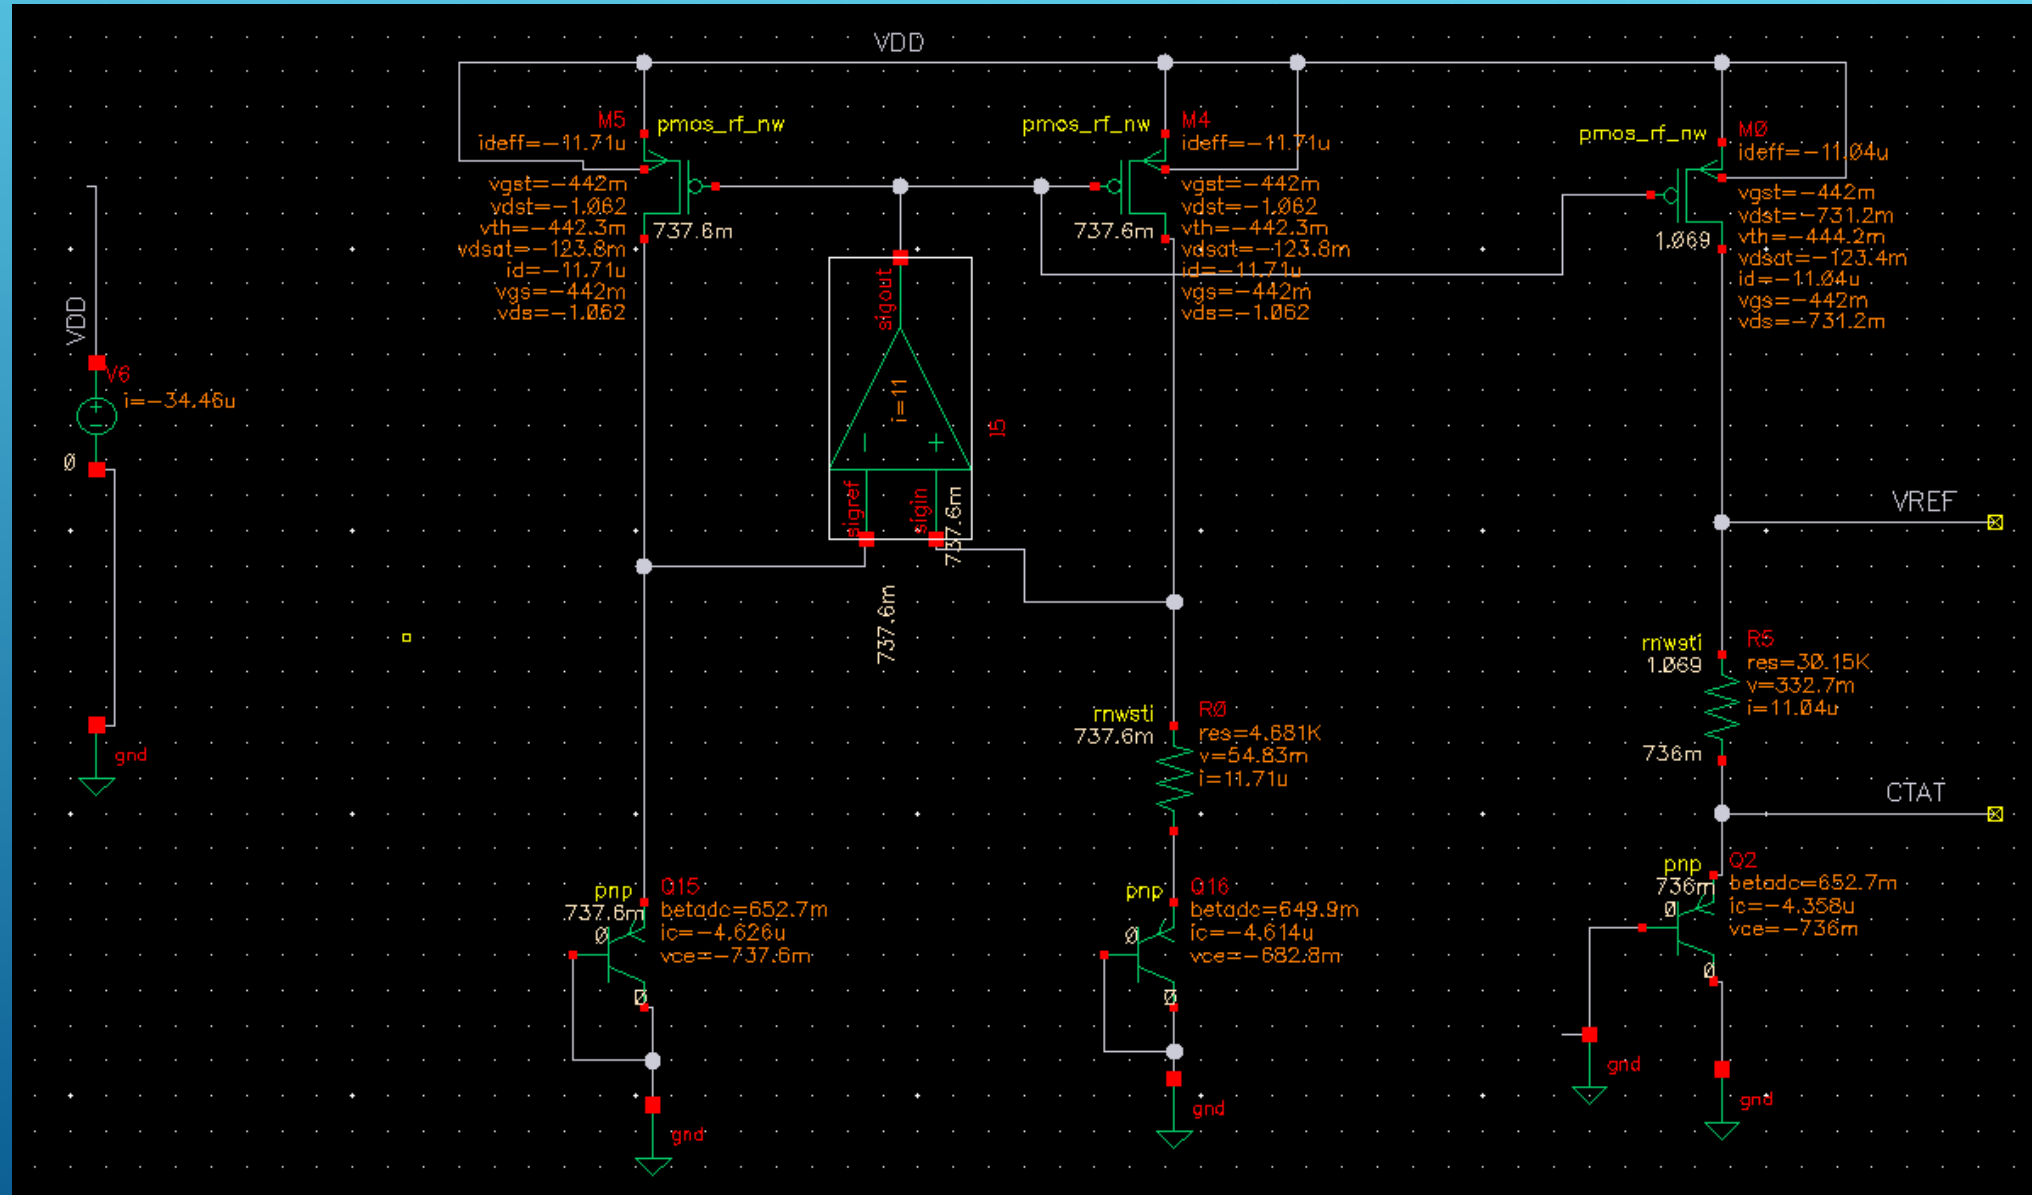 VDD
M5
pmos_rf_nw
ideff=-11.71u
vgst=-442m
vdst=-1.062
vth=-442.3m
vdsat=-123.8m
id=-11.71u
vgs=-442m
vds=-1.062
737.6m
pmos_rf_nw
M4
ideff=-11.71u
vgst=-442m
vdst=-1.062
vth=-442.3m
vdsat=-123.8m
id=-11.71u
vgs=-442m
vds=-1.062
737.6m
pmos_rf_nw
M0
ideff=-11.04u
vgst=-442m
vdst=-731.2m
vth=-444.2m
vdsat=-123.4m
id=-11.04u
vgs=-442m
vds=-731.2m
1.069
VDD
V6
i=-34.46u
0
gnd
sigout
i=11
I5
- +
sigref
sigin
737.6m
737.6m
VREF
rnwsti
737.6m
R0
res=4.681K
v=54.83m
i=11.71u
rnwsti
1.069
R5
res=30.15K
v=332.7m
i=11.04u
736m
CTAT
pnp
Q15
737.6m
betadc=652.7m
ic=-4.626u
vce=-737.6m
0
0
gnd
pnp
Q16
betadc=649.9m
ic=-4.614u
vce=-682.8m
0
0
gnd
pnp
Q2
736m
betadc=652.7m
ic=-4.358u
vce=-736m
0
0
gnd
gnd